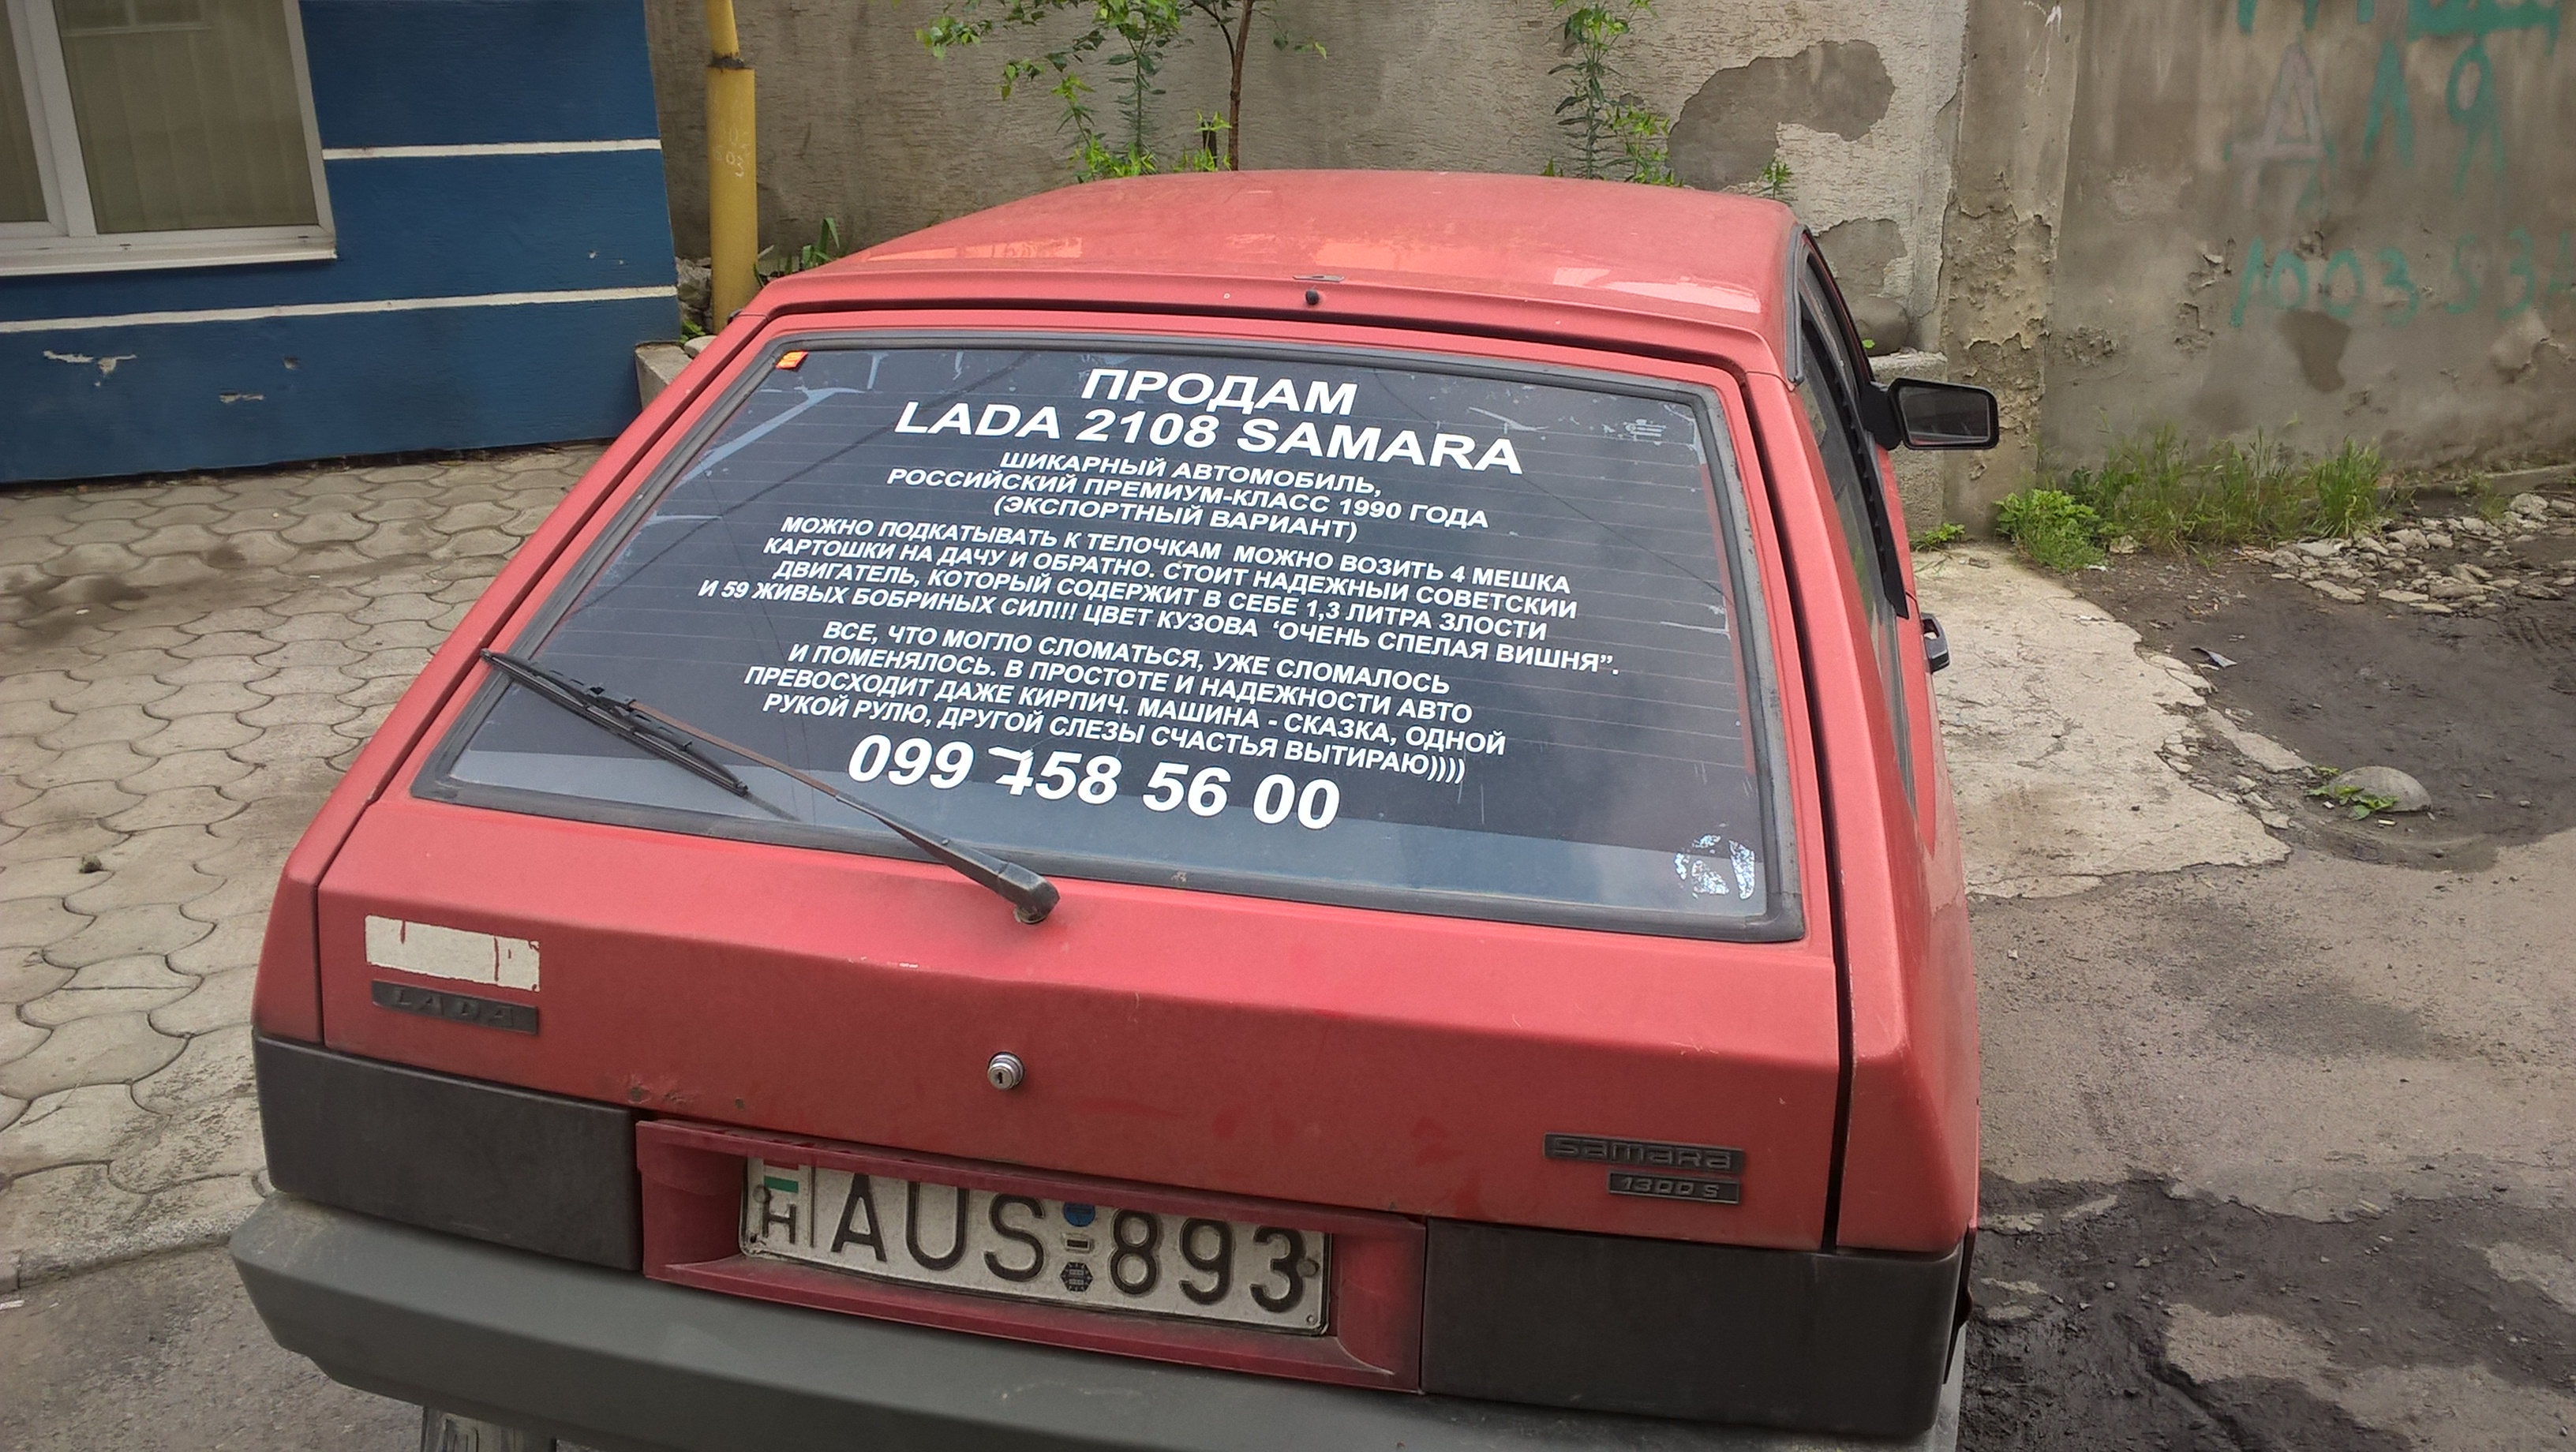 ПРОДАМ
LADA 2108 SAMARA
ШИКАРНЫЙ АВТОМОБИЛЬ,
РОССИЙСКИЙ ПРЕМИУМ-КЛАСС 1990 ГОДА
(ЭКСПОРТНЫЙ ВАРИАНТ)
МОЖНО ПОДКАТЫВАТЬ К ТЕЛОЧКАМ МОЖНО ВОЗИТЬ 4 МЕШКА
КАРТОШКИ НА ДАЧУ И ОБРАТНО. СТОИТ НАДЕЖНЫЙ СОВЕТСКИЙ
ДВИГАТЕЛЬ, КОТОРЫЙ СОДЕРЖИТ В СЕБЕ 1,3 ЛИТРА ЗЛОСТИ
И 59 ЖИВЫХ БОБРИНЫХ СИЛ!!! ЦВЕТ КУЗОВА ‘ОЧЕНЬ СПЕЛАЯ ВИШНЯ”.
ВСЕ, ЧТО МОГЛО СЛОМАТЬСЯ, УЖЕ СЛОМАЛОСЬ
И ПОМЕНЯЛОСЬ. В ПРОСТОТЕ И НАДЕЖНОСТИ АВТО
ПРЕВОСХОДИТ ДАЖЕ КИРПИЧ. МАШИНА - СКАЗКА, ОДНОЙ
РУКОЙ РУЛЮ, ДРУГОЙ СЛЕЗЫ СЧАСТЬЯ ВЫТИРАЮ))))
099 758 56 00
LADA
samara
1300 S
H AUS 893
ДЛЯ